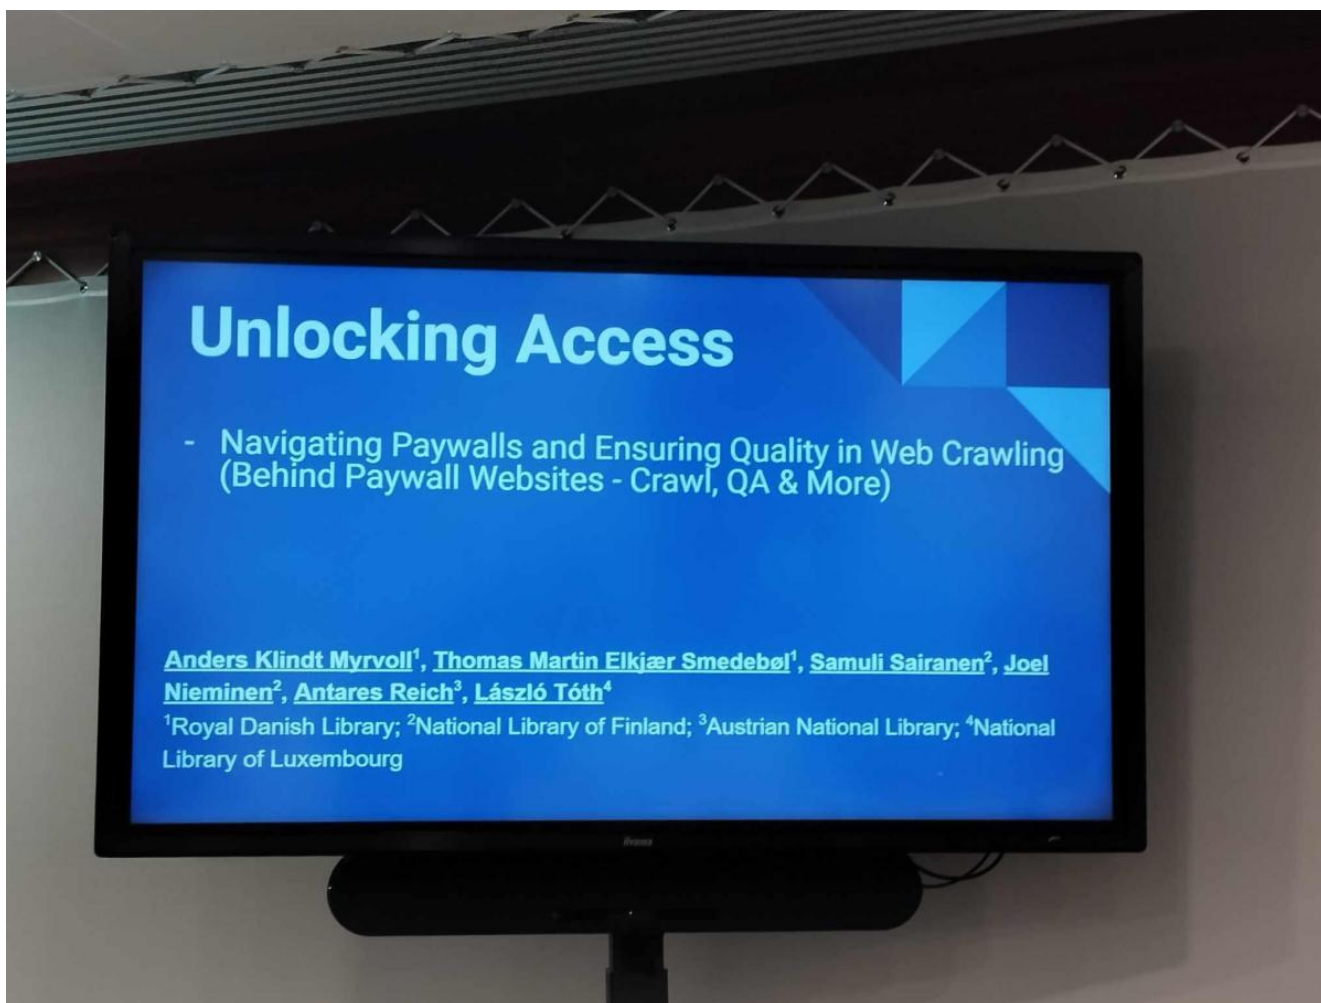 Unlocking Access
- Navigating Paywalls and Ensuring Quality in Web Crawling
(Behind Paywall Websites - Crawl, QA & More)
Anders Klindt Myrvoll¹, Thomas Martin Elkjær Smedebøl¹, Samuli Sairanen², Joel
Nieminen², Antares Reich³, László Tóth⁴
¹Royal Danish Library; ²National Library of Finland; ³Austrian National Library; ⁴National
Library of Luxembourg
iiyama